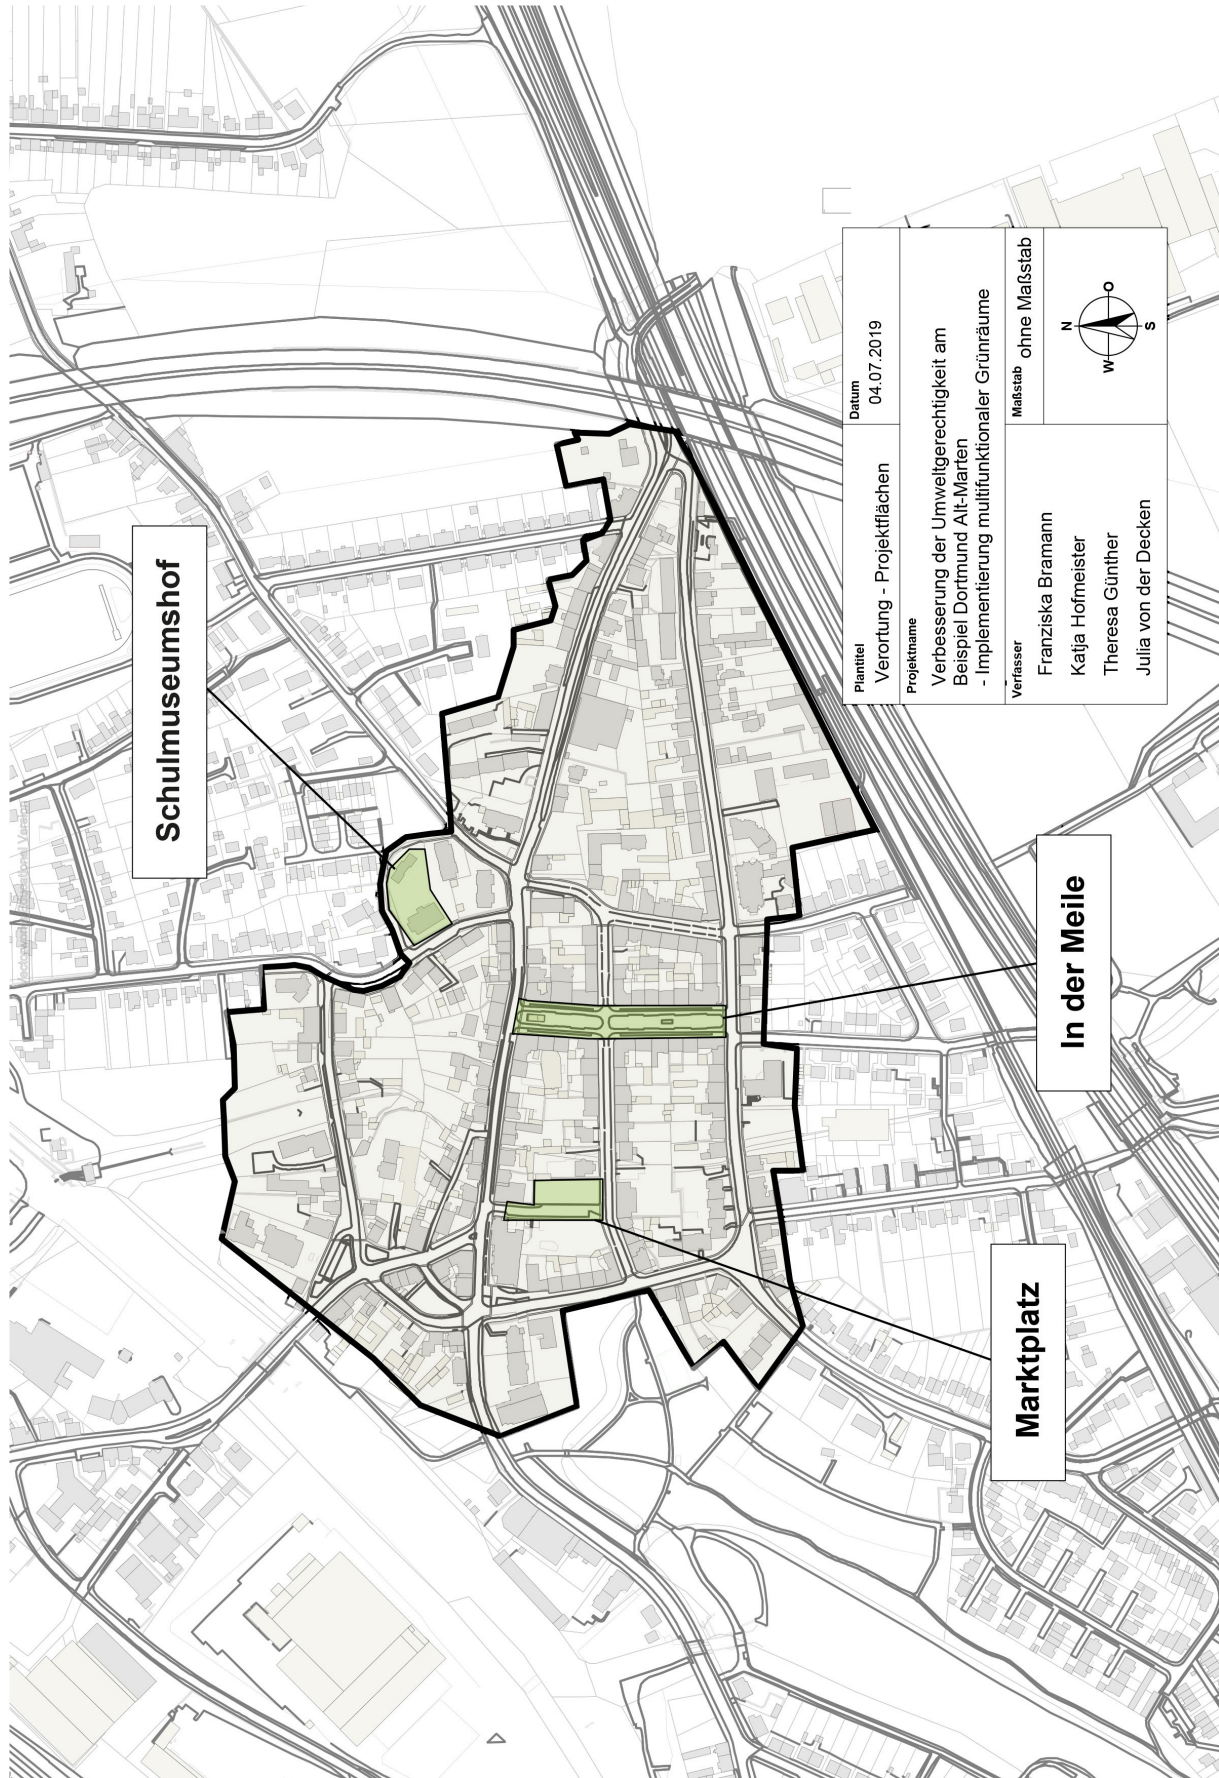 Schulmuseumshof
In der Meile
Marktplatz
Plantitel
Verortung - Projektflächen
Datum
04.07.2019
Projektname
Verbesserung der Umweltgerechtigkeit am
Beispiel Dortmund Alt-Marten
- Implementierung multifunktionaler Grünräume
Verfasser
Franziska Bramann
Katja Hofmeister
Theresa Günther
Julia von der Decken
Maßstab
ohne Maßstab
N
W
O
S